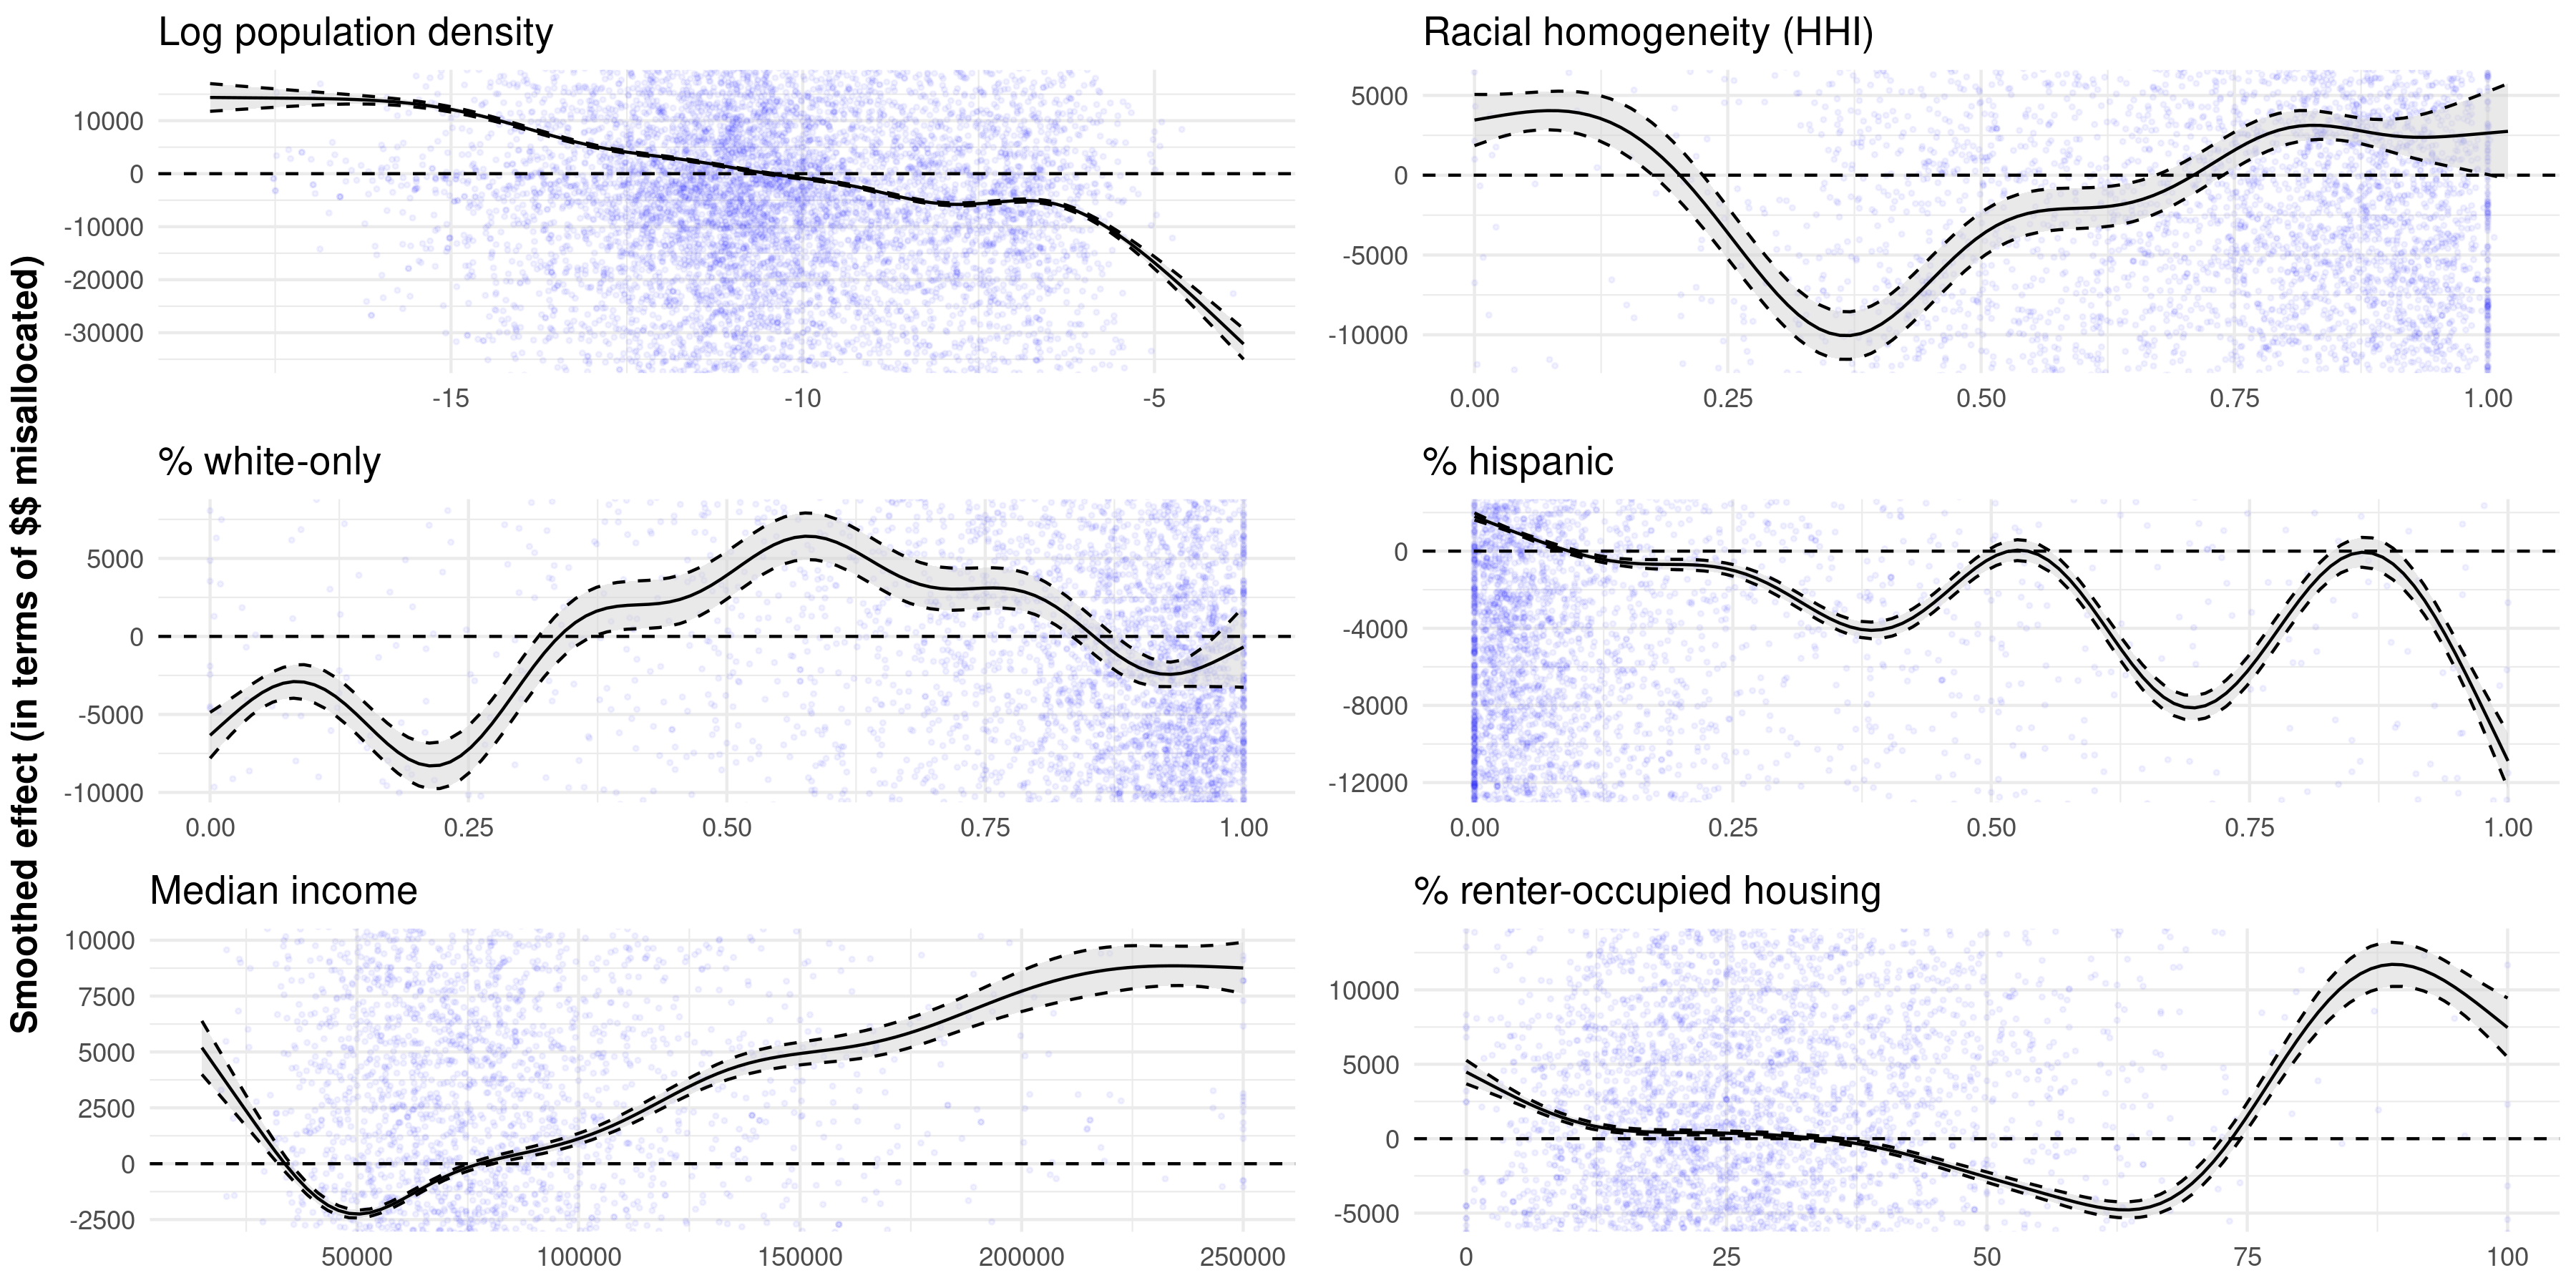 Smoothed effect (in terms of $$ misallocated)
Log population density
10000
0
-10000
-20000
-30000
-15 -10 -5
Racial homogeneity (HHI)
5000
0
-5000
-10000
0.00 0.25 0.50 0.75 1.00
% white-only
5000
0
-5000
-10000
0.00 0.25 0.50 0.75 1.00
% hispanic
0
-4000
-8000
-12000
0.00 0.25 0.50 0.75 1.00
Median income
10000
7500
5000
2500
0
-2500
50000 100000 150000 200000 250000
% renter-occupied housing
10000
5000
0
-5000
0 25 50 75 100